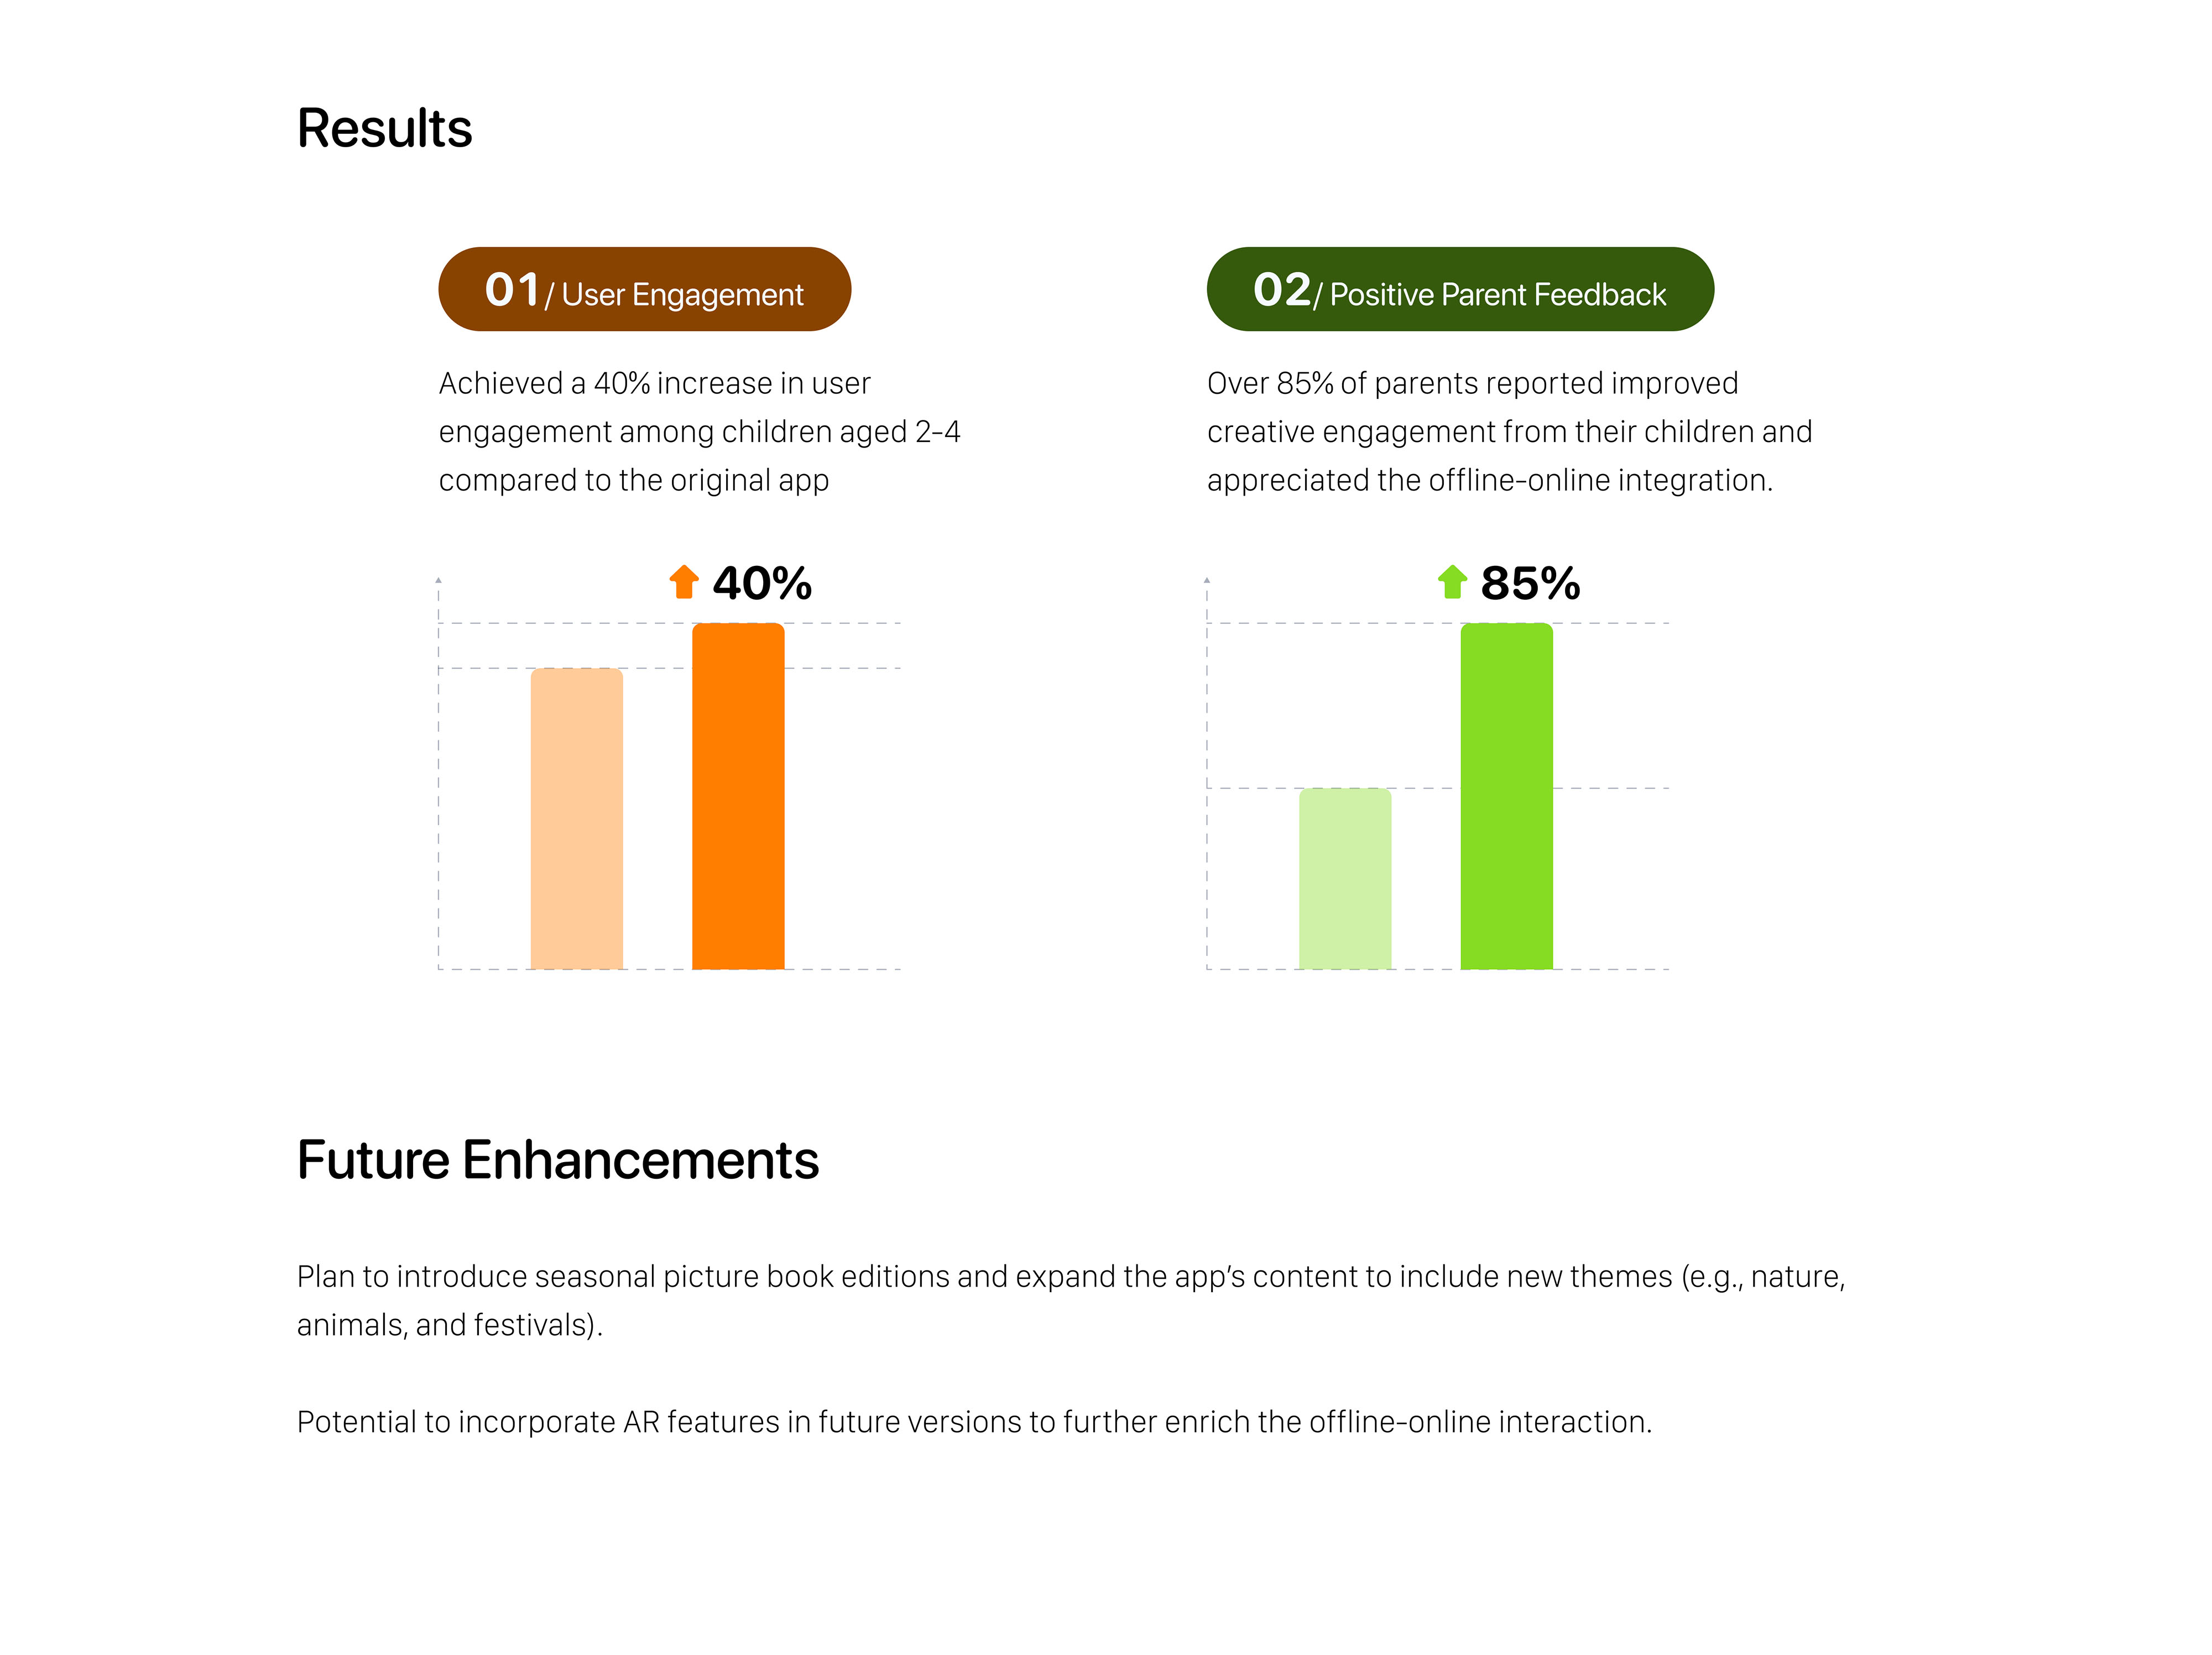 Results
01/ User Engagement
Achieved a 40% increase in user
engagement among children aged 2-4
compared to the original app
40%
02/ Positive Parent Feedback
Over 85% of parents reported improved
creative engagement from their children and
appreciated the offline-online integration.
85%
Future Enhancements
Plan to introduce seasonal picture book editions and expand the app's content to include new themes (e.g., nature,
animals, and festivals).
Potential to incorporate AR features in future versions to further enrich the offline-online interaction.